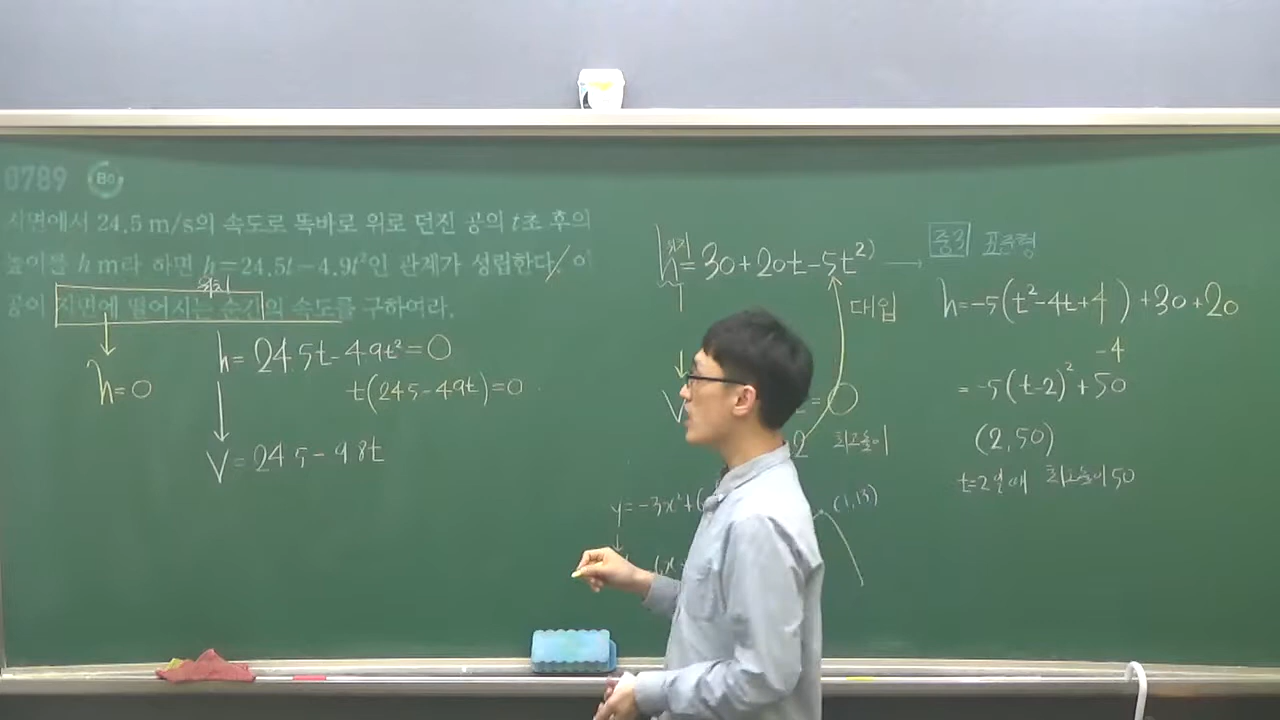 0789
지면에서 24.5 m/s의 속도로 똑바로 위로 던진 공의 t초 후의
높이를 h m라 하면 h=24.5t-4.9t²인 관계가 성립한다. 이
위치
공이 지면에 떨어지는 순간의 속도를 구하여라.
h=0
h=24.5t-4.9t²=0
t(24.5-4.9t)=0
V=24.5-9.8t
위치
h=30+20t-5t²)
대입
V
=0
2 최고높이
y=-3x²+(
(1,13)
중3 표준형
h=-5(t²-4t+4 )+30+20
-4
=-5(t-2)²+50
(2,50)
t=2일때 최고높이 50